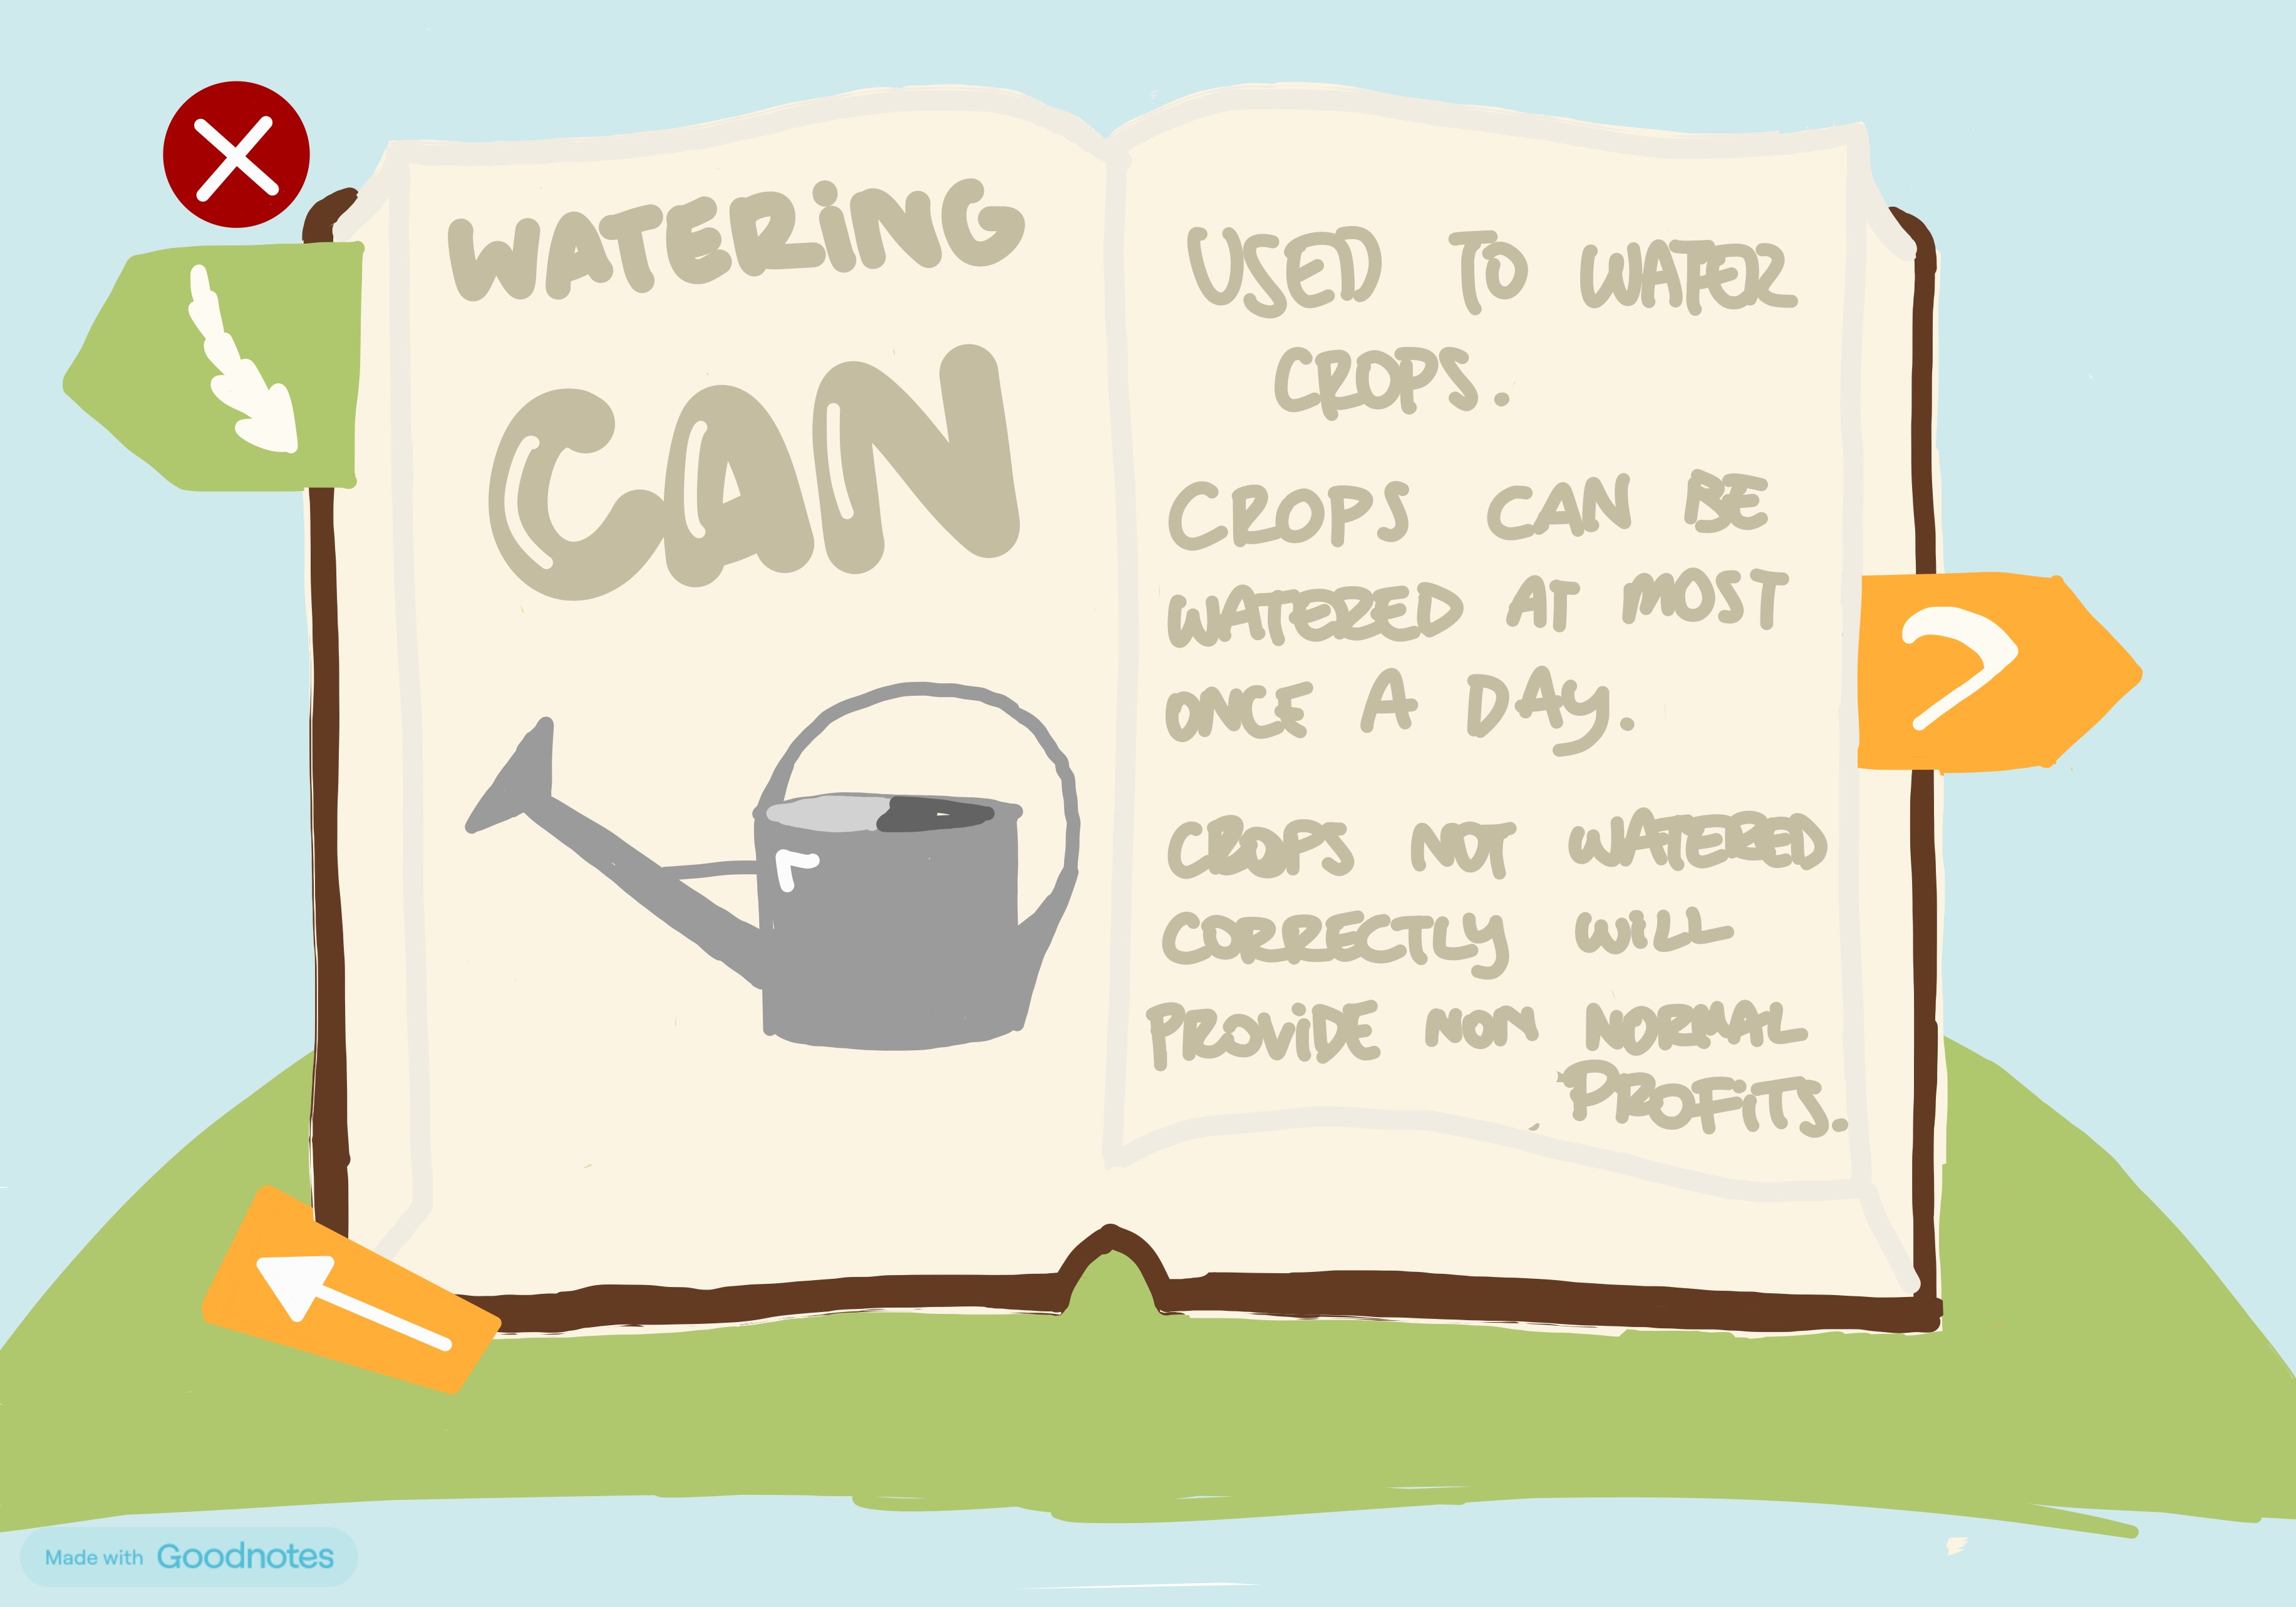 WATERiNG
CAN
USED TO WATER
CROPS.
CROPS CAN BE
WATERED AT MOST
ONCE A DAy.
CROPS NOT WATERED
CORRECTLy WiLL
PROViDE NON NORMAL
PROFiTS.
Made with Goodnotes